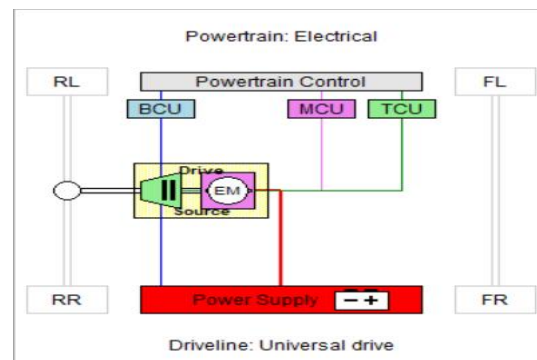 Powertrain: Electrical
RL
Powertrain Control
FL
BCU
MCU
TCU
Drive
EM
Source
RR
Power Supply
FR
Driveline: Universal drive